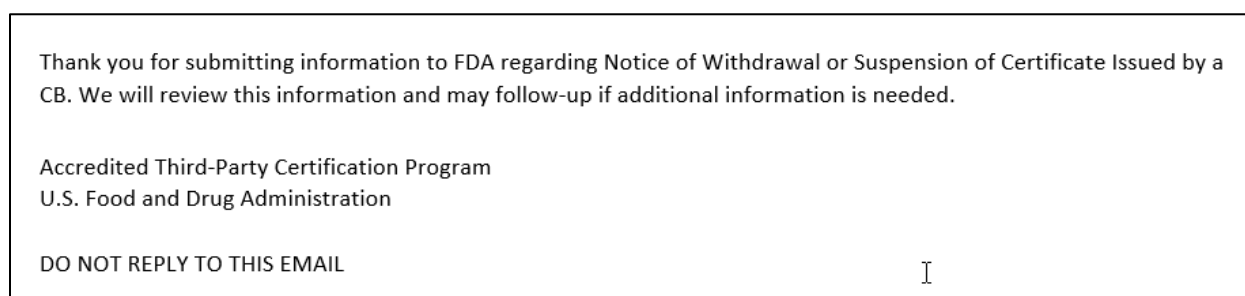 Thank you for submitting information to FDA regarding Notice of Withdrawal or Suspension of Certificate Issued by a
CB. We will review this information and may follow-up if additional information is needed.
Accredited Third-Party Certification Program
U.S. Food and Drug Administration
DO NOT REPLY TO THIS EMAIL